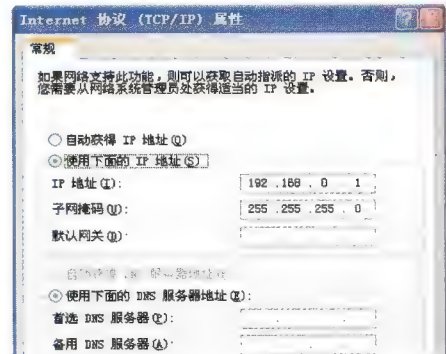 Internet 协议 (TCP/IP) 属性
常规
如果网络支持此功能，则可以获取自动指派的 IP 设置。否则，
您需要从网络系统管理员处获得适当的 IP 设置。
自动获得 IP 地址(O)
使用下面的 IP 地址(S)
IP 地址(I): 192 .168 . 0 . 1
子网掩码(U): 255 .255 .255 . 0
默认网关(D):
使用下面的 DNS 服务器地址(E):
首选 DNS 服务器(P):
备用 DNS 服务器(A):